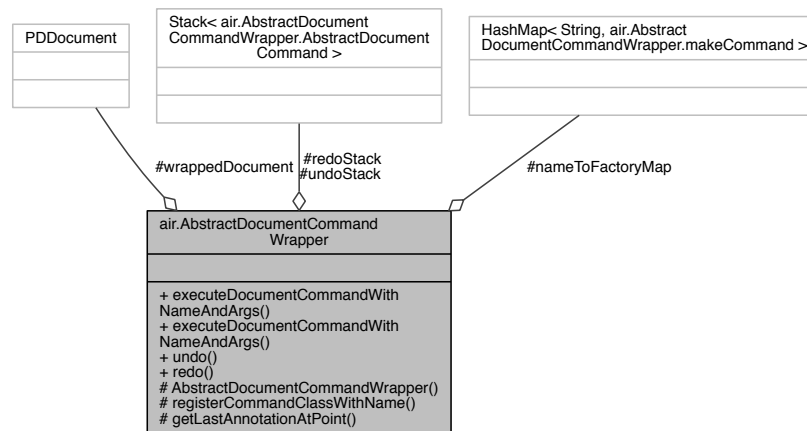 PDDocument
Stack< air.AbstractDocument
CommandWrapper.AbstractDocument
Command >
HashMap< String, air.Abstract
DocumentCommandWrapper.makeCommand >
#wrappedDocument
#redoStack
#undoStack
#nameToFactoryMap
air.AbstractDocumentCommand
Wrapper
+ executeDocumentCommandWith
NameAndArgs()
+ executeDocumentCommandWith
NameAndArgs()
+ undo()
+ redo()
# AbstractDocumentCommandWrapper()
# registerCommandClassWithName()
# getLastAnnotationAtPoint()